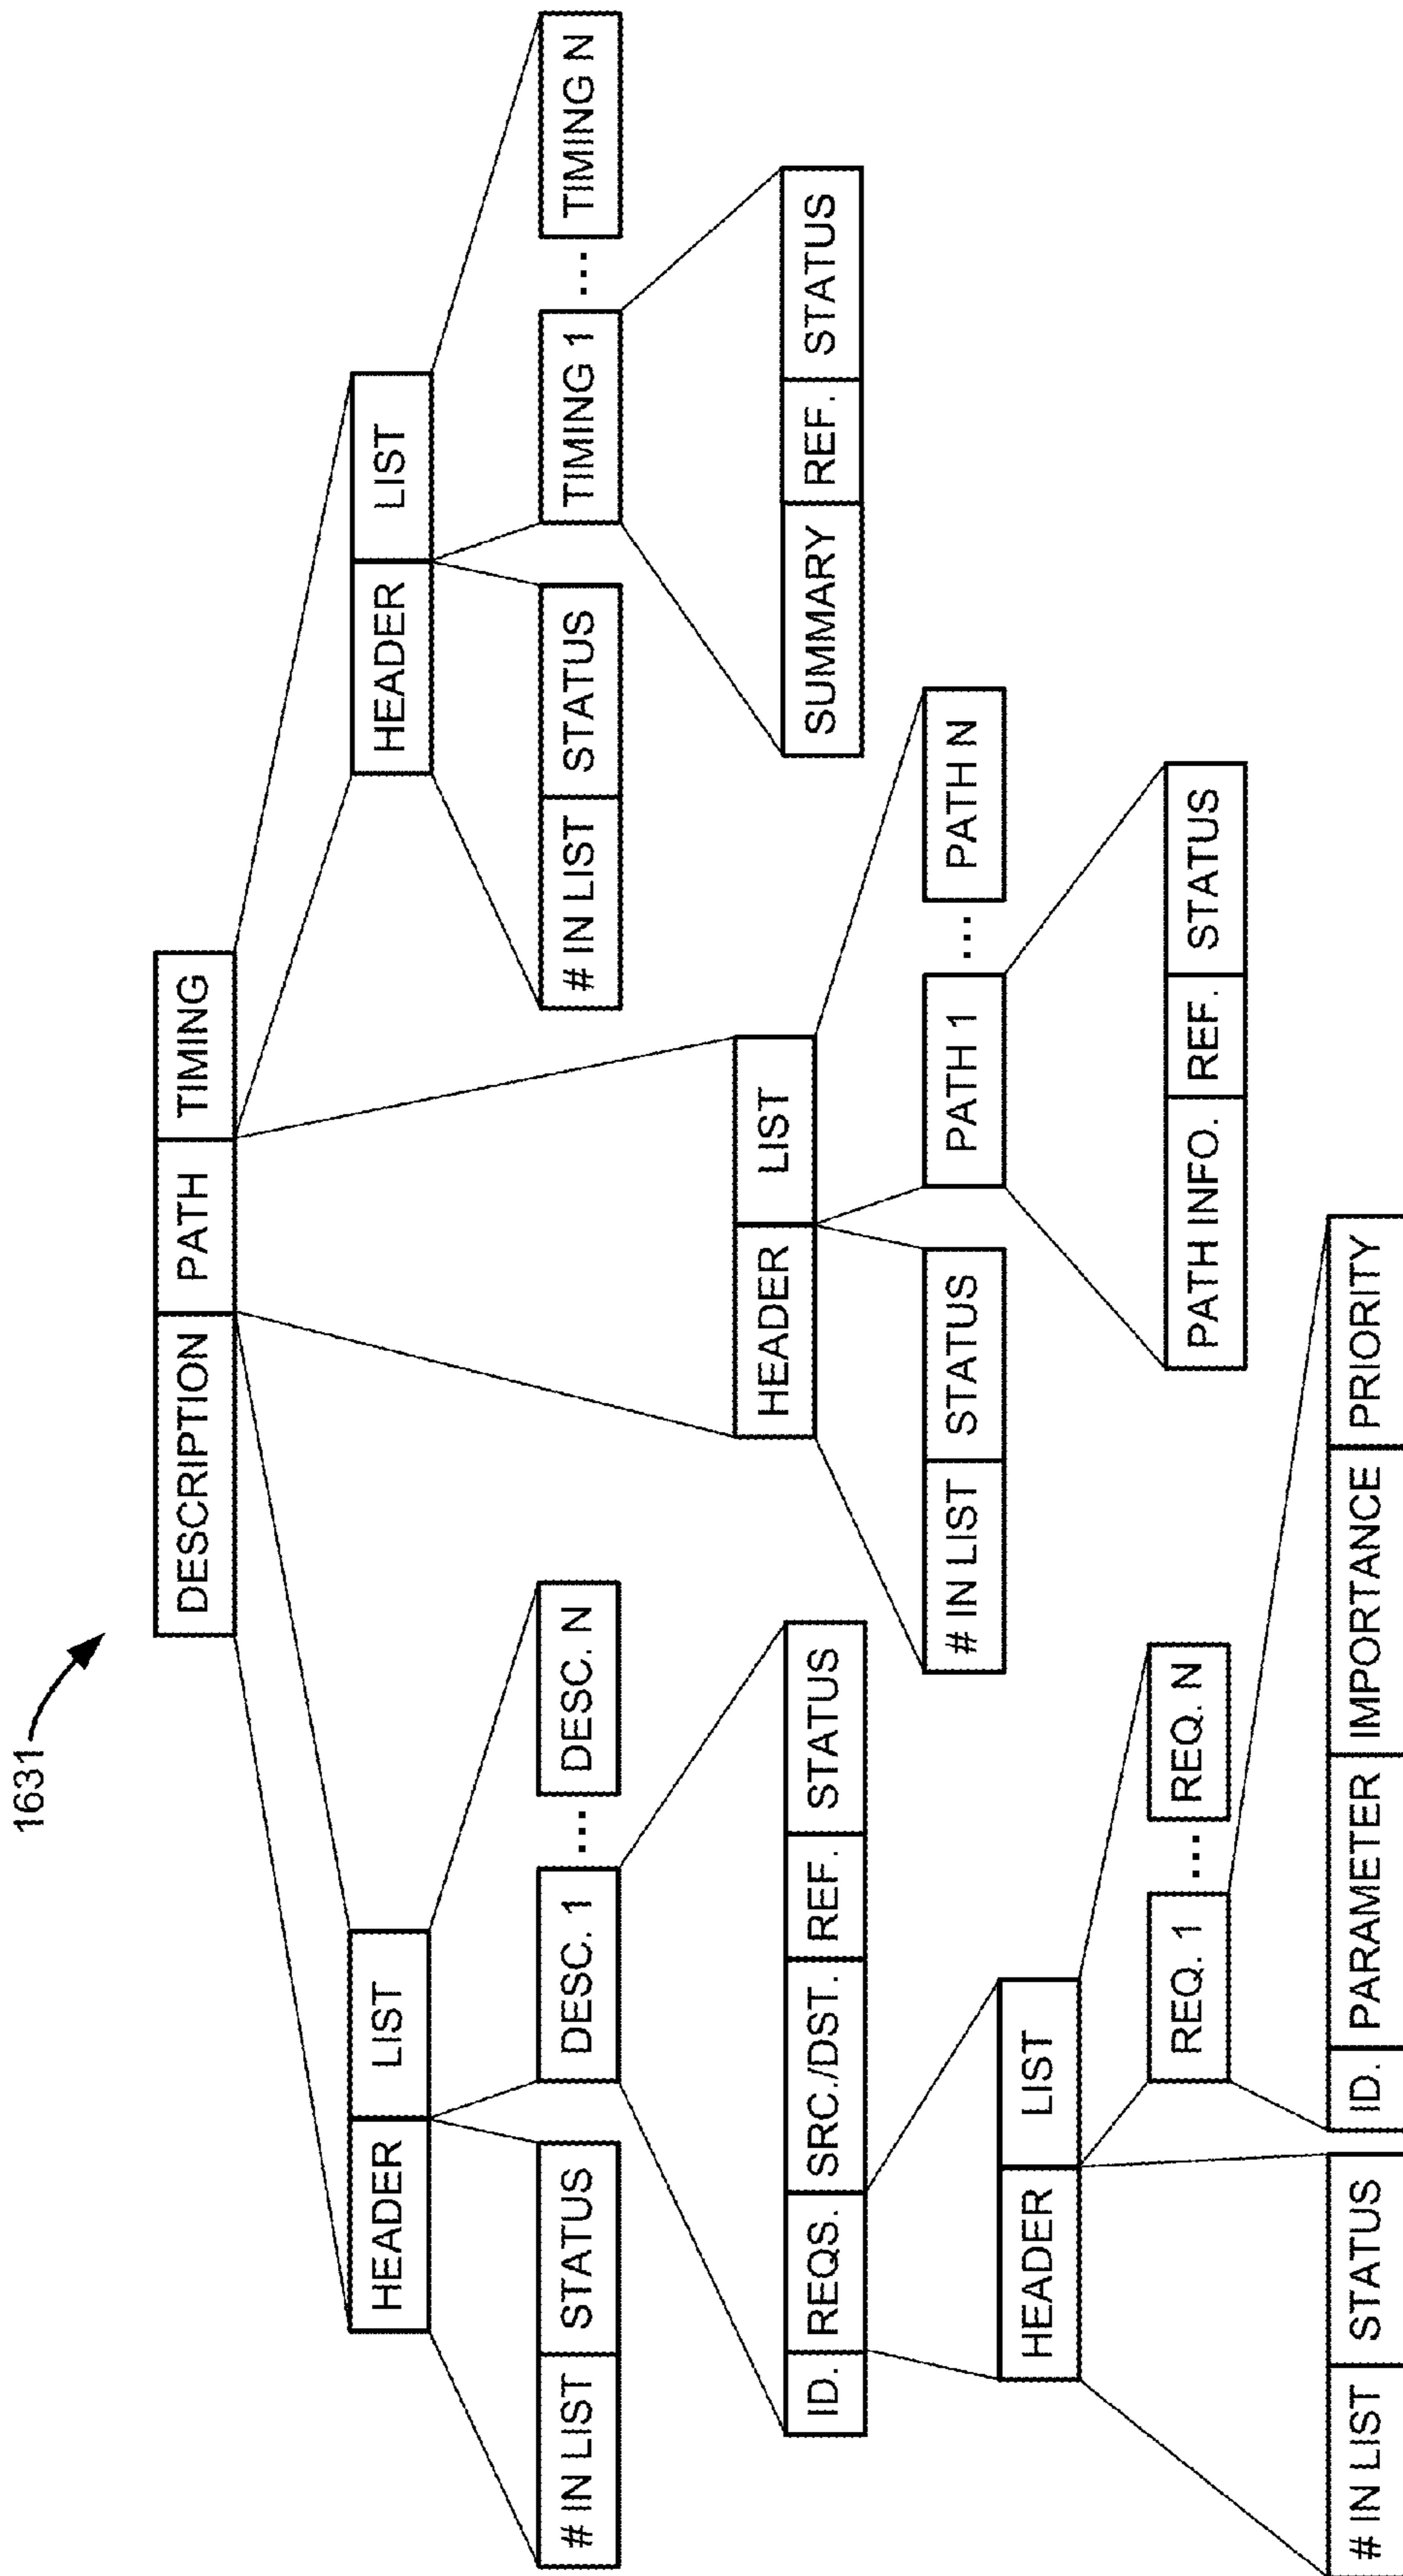 1631
DESCRIPTION PATH TIMING
HEADER LIST
HEADER LIST
# IN LIST STATUS DESC. 1 ... DESC. N
# IN LIST STATUS TIMING 1 ... TIMING N
HEADER LIST
ID. REQS. SRC./DST. REF. STATUS
SUMMARY REF. STATUS
# IN LIST STATUS PATH 1 ... PATH N
HEADER LIST
REQ. 1 ... REQ. N
PATH INFO. REF. STATUS
# IN LIST STATUS
ID. PARAMETER IMPORTANCE PRIORITY